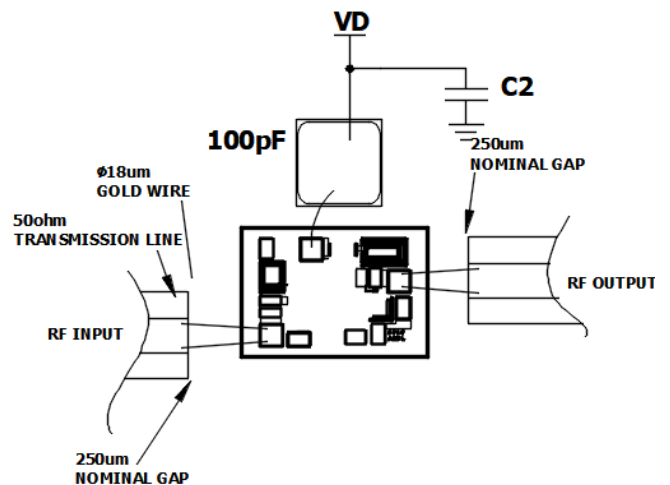 VD
C2
100pF
250um
NOMINAL GAP
ø18um
GOLD WIRE
50ohm
TRANSMISSION LINE
RF OUTPUT
RF INPUT
250um
NOMINAL GAP